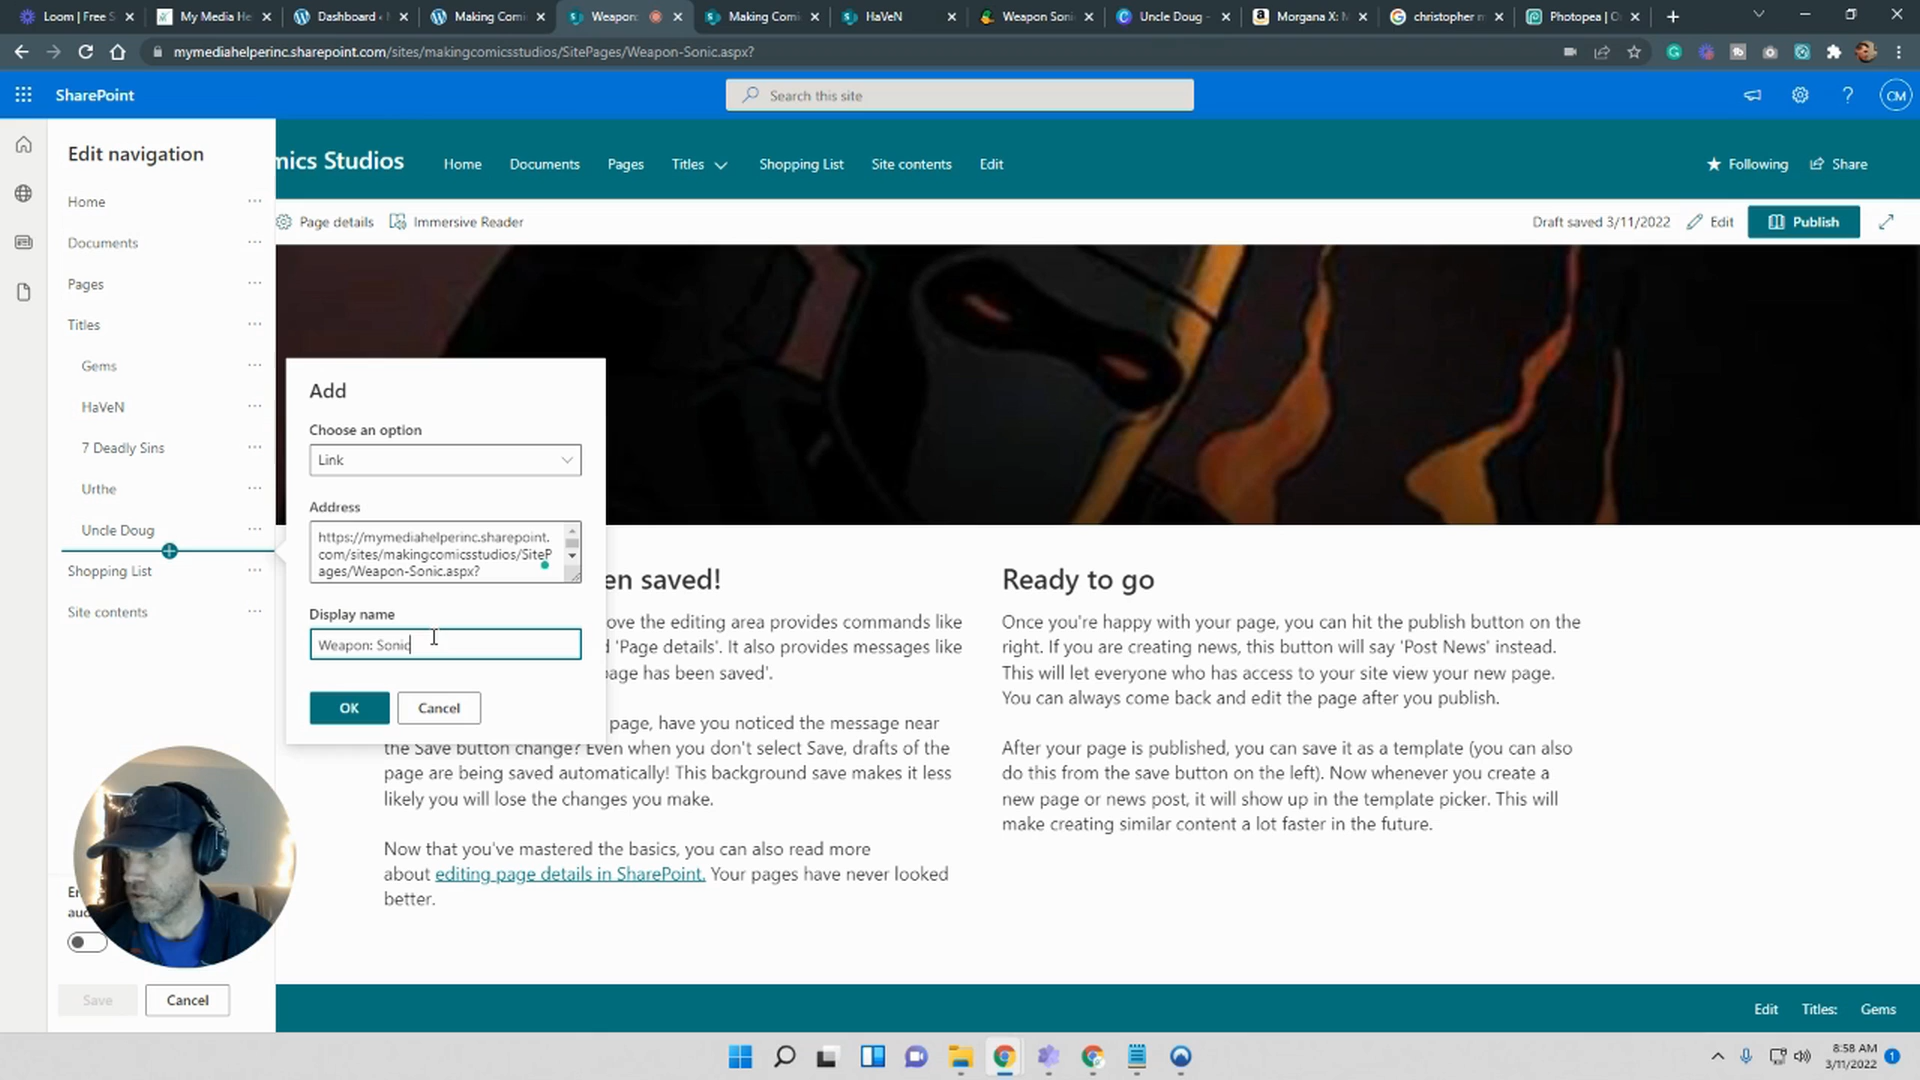 Loom | Free S
My Media He
Dashboard ‹
Making Comi
Weapon:
Making Comi
HaVeN
Weapon Soni
Uncle Doug -
Morgana X: M
christopher m
Photopea | O
mymediahelperinc.sharepoint.com/sites/makingcomicsstudios/SitePages/Weapon-Sonic.aspx?
SharePoint
Search this site
CM
Edit navigation
mics Studios
Home
Documents
Pages
Titles
Shopping List
Site contents
Edit
Following
Share
Page details
Immersive Reader
Draft saved 3/11/2022
Edit
Publish
Home
Documents
Pages
Titles
Gems
HaVeN
7 Deadly Sins
Urthe
Uncle Doug
Shopping List
Site contents
Add
Choose an option
Link
Address
https://mymediahelperinc.sharepoint.
com/sites/makingcomicsstudios/SiteP
ages/Weapon-Sonic.aspx?
Display name
Weapon: Sonic
OK
Cancel
en saved!
ove the editing area provides commands like
d 'Page details'. It also provides messages like
age has been saved'.
page, have you noticed the message near
the Save button change? Even when you don't select Save, drafts of the
page are being saved automatically! This background save makes it less
likely you will lose the changes you make.
Now that you've mastered the basics, you can also read more
about editing page details in SharePoint. Your pages have never looked
better.
Ready to go
Once you're happy with your page, you can hit the publish button on the
right. If you are creating news, this button will say 'Post News' instead.
This will let everyone who has access to your site view your new page.
You can always come back and edit the page after you publish.
After your page is published, you can save it as a template (you can also
do this from the save button on the left). Now whenever you create a
new page or news post, it will show up in the template picker. This will
make creating similar content a lot faster in the future.
Save
Cancel
Edit
Titles:
Gems
8:58 AM
3/11/2022
1